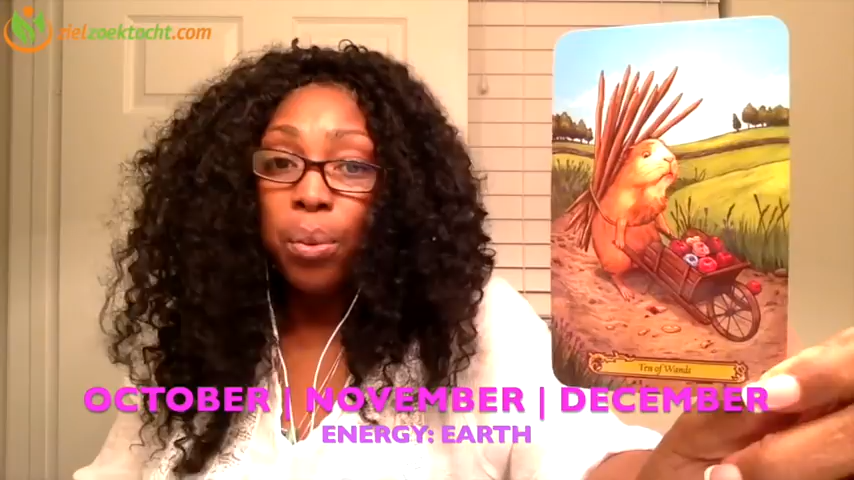 zielzoektocht.com
Ten of Wands
OCTOBER | NOVEMBER | DECEMBER
ENERGY: EARTH